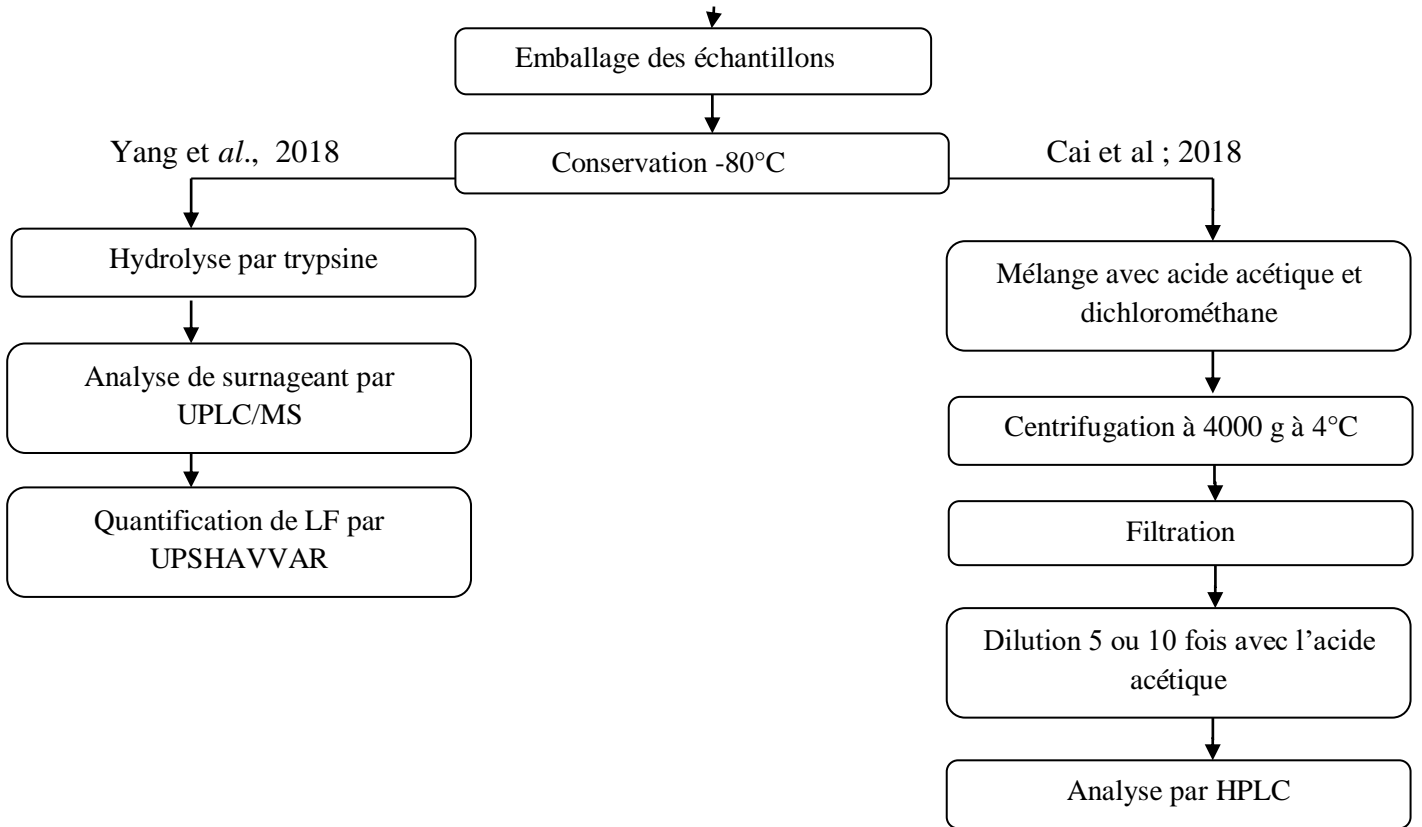 Emballage des échantillons
Yang et al., 2018
Conservation -80°C
Cai et al ; 2018
Hydrolyse par trypsine
Analyse de surnageant par
UPLC/MS
Quantification de LF par
UPSHAVVAR
Mélange avec acide acétique et
dichlorométhane
Centrifugation à 4000 g à 4°C
Filtration
Dilution 5 ou 10 fois avec l’acide
acétique
Analyse par HPLC